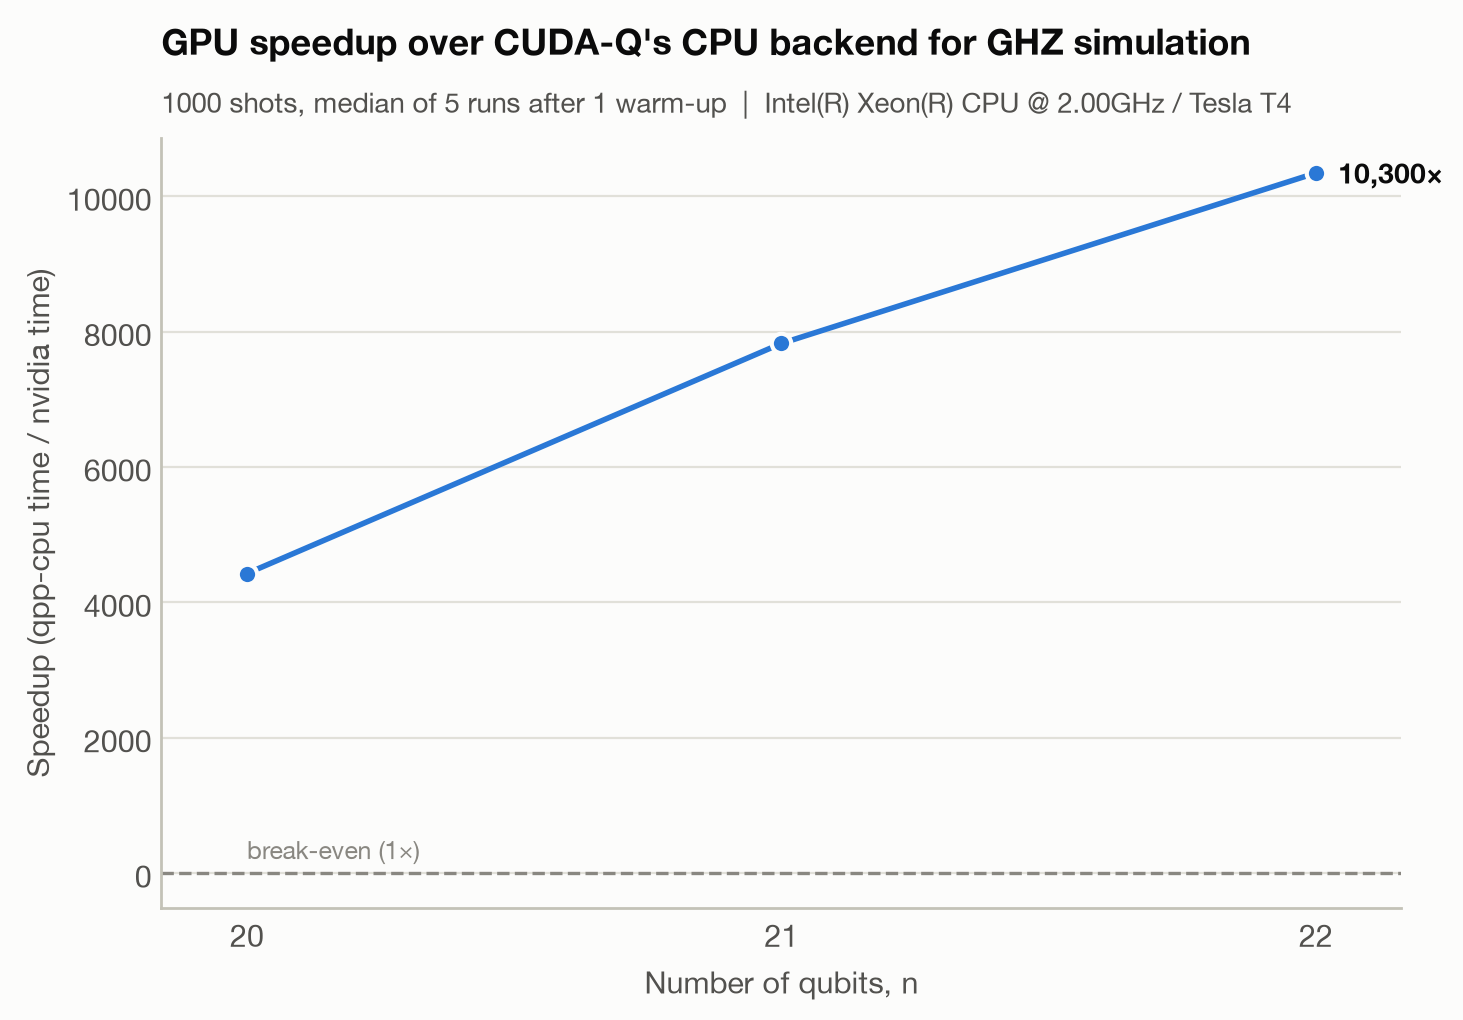 GPU speedup over CUDA-Q's CPU backend for GHZ simulation
1000 shots, median of 5 runs after 1 warm-up | Intel(R) Xeon(R) CPU @ 2.00GHz / Tesla T4
Speedup (qpp-cpu time / nvidia time)
10000
8000
6000
4000
2000
0
10,300×
break-even (1×)
20
21
22
Number of qubits, n